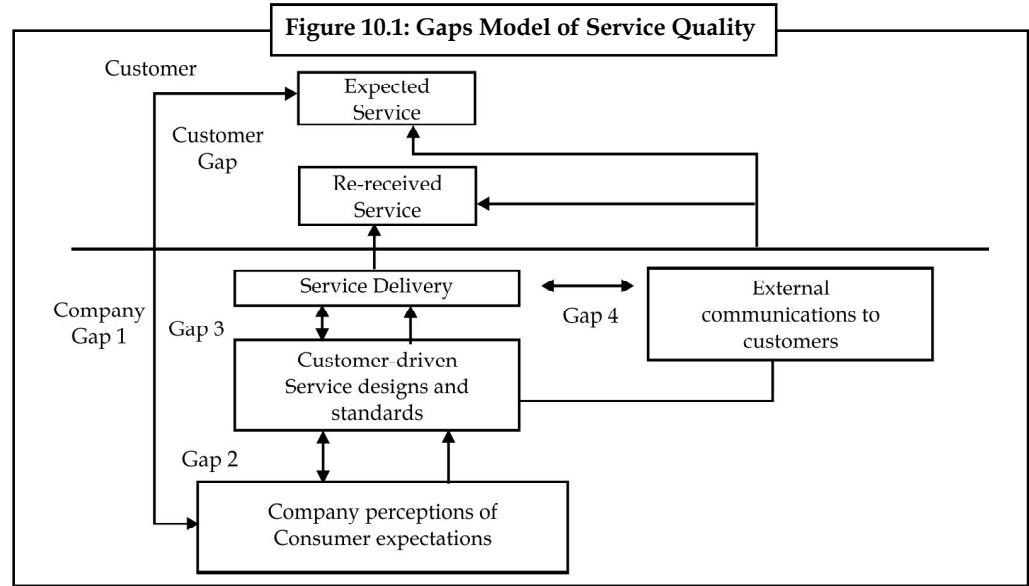 Figure 10.1: Gaps Model of Service Quality
Customer
Expected
Service
Customer
Gap
Re-received
Service
Service Delivery
Company
Gap 1
Gap 3
Gap 4
External
communications to
customers
Customer-driven
Service designs and
standards
Gap 2
Company perceptions of
Consumer expectations